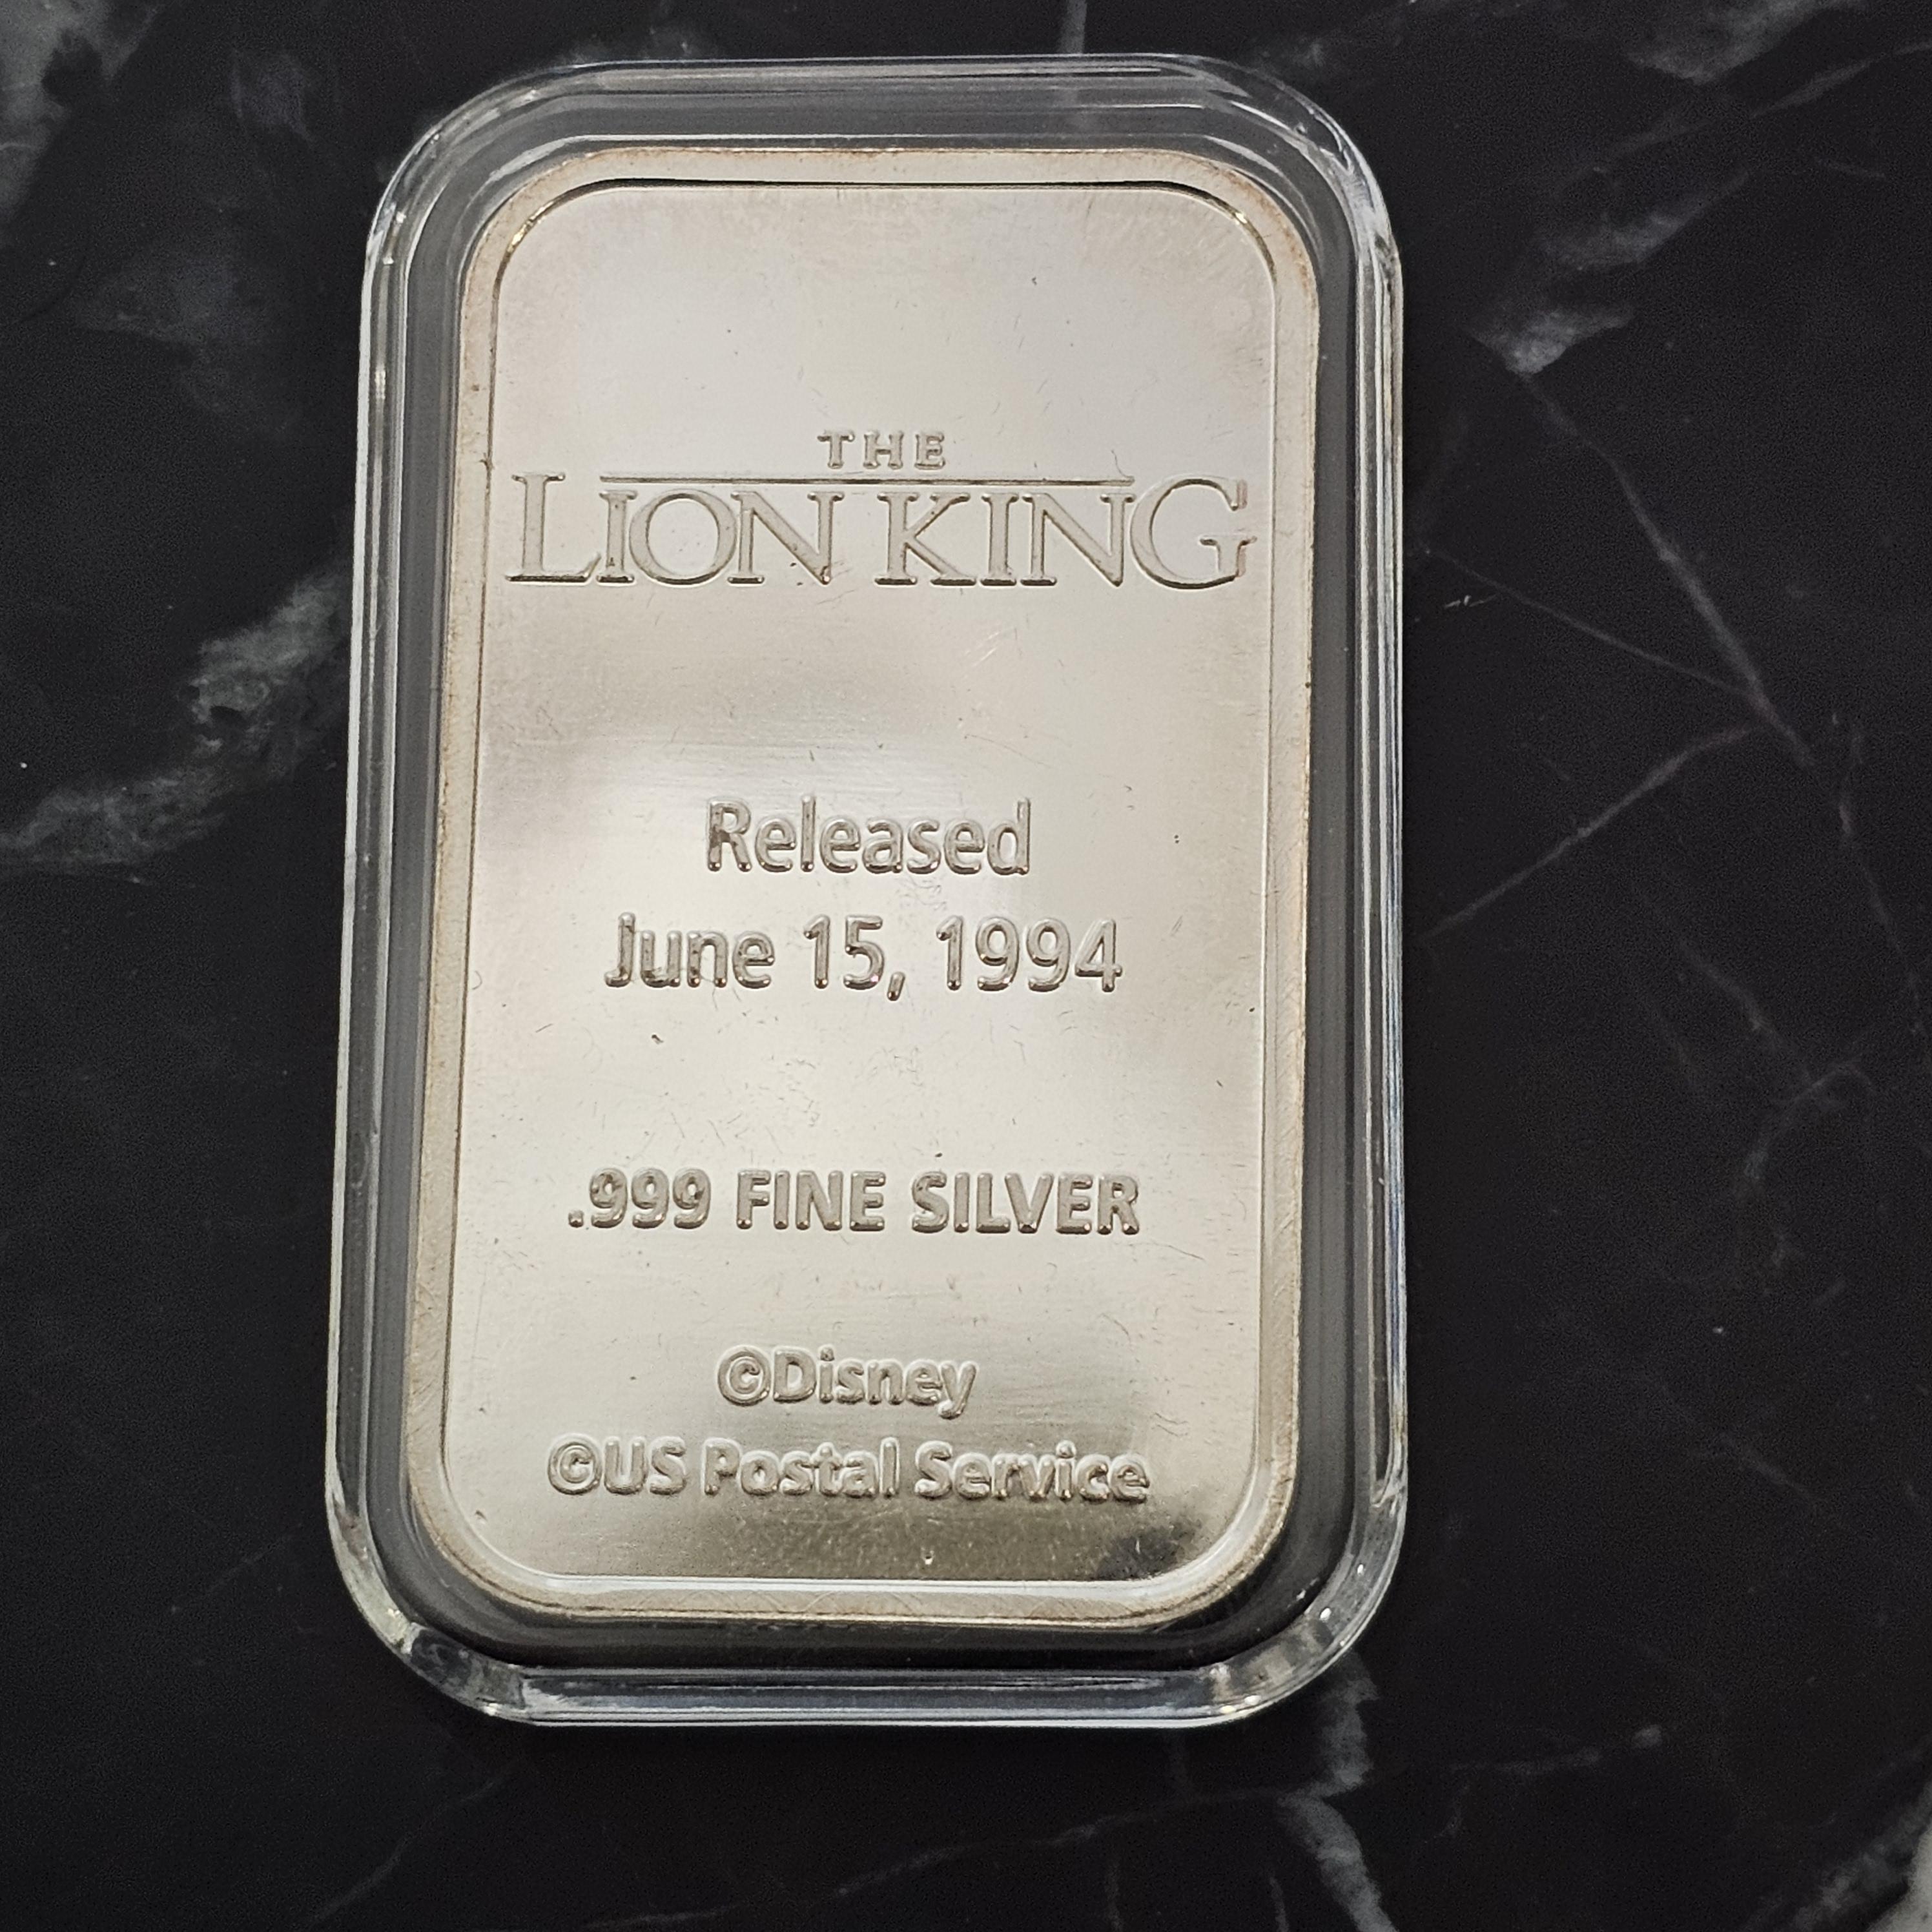 THE
LION KING
Released
June 15, 1994
.999 FINE SILVER
©Disney
©US Postal Service